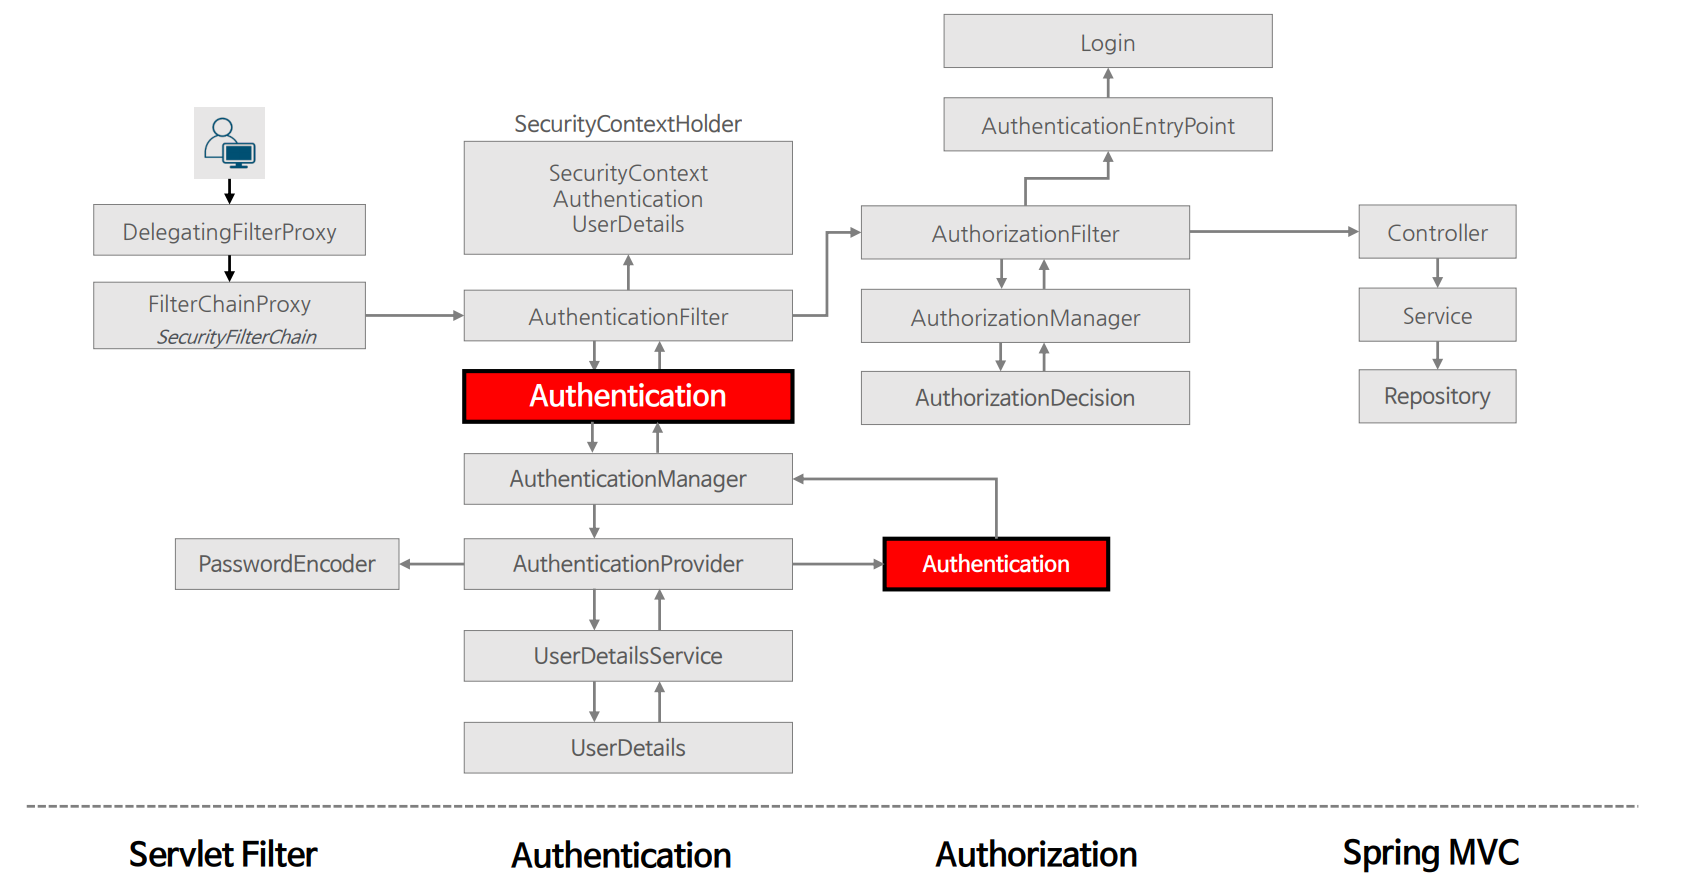 Login
AuthenticationEntryPoint
SecurityContextHolder
SecurityContext
Authentication
UserDetails
DelegatingFilterProxy
AuthorizationFilter
Controller
FilterChainProxy
SecurityFilterChain
AuthenticationFilter
AuthorizationManager
Service
Authentication
AuthorizationDecision
Repository
AuthenticationManager
PasswordEncoder
AuthenticationProvider
Authentication
UserDetailsService
UserDetails
Servlet Filter
Authentication
Authorization
Spring MVC